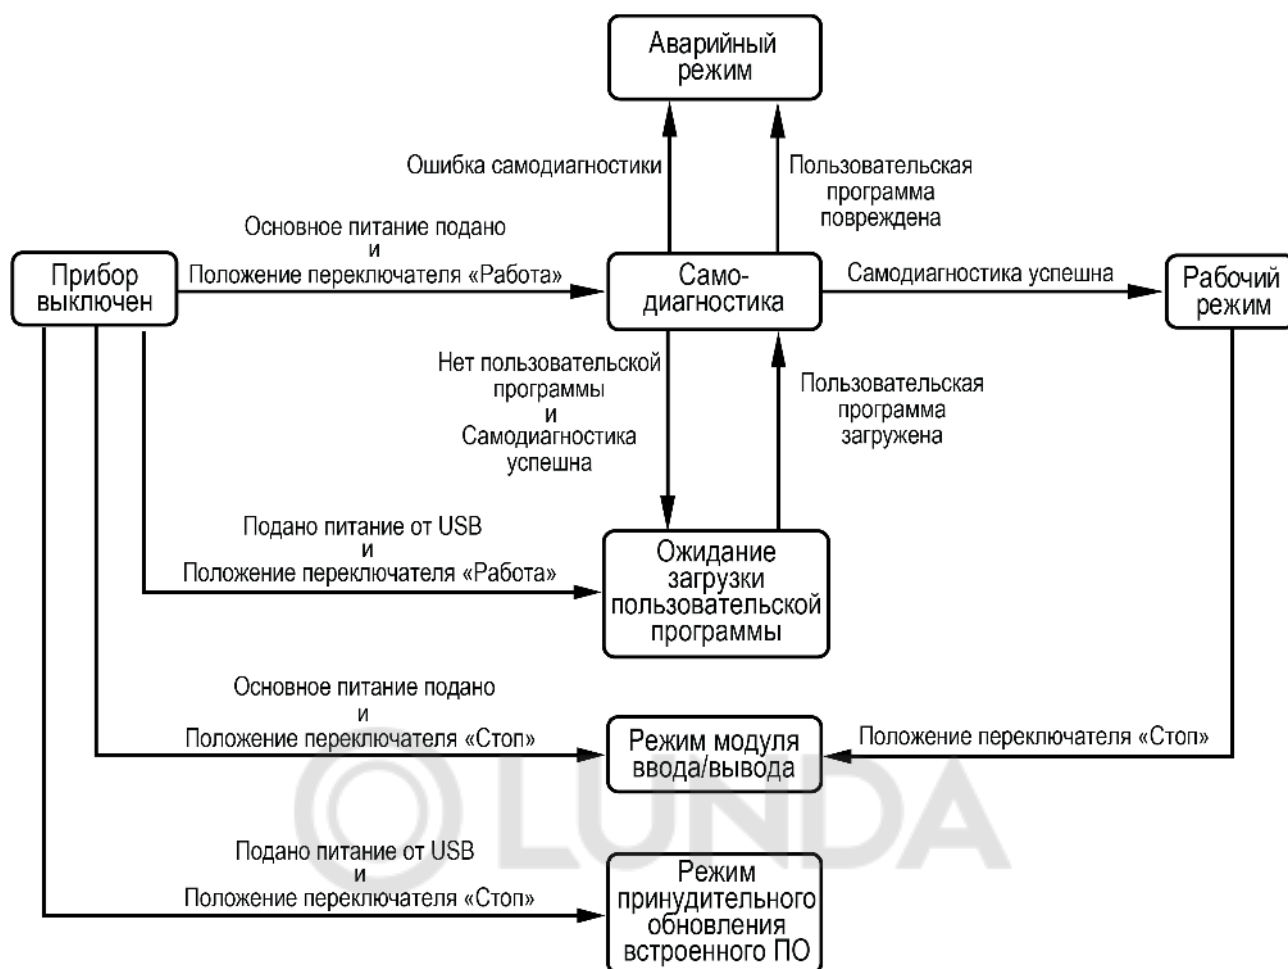 Аварийный
режим
Ошибка самодиагностики
Пользовательская
программа
повреждена
Основное питание подано
и
Положение переключателя «Работа»
Прибор
выключен
Само-
диагностика
Самодиагностика успешна
Рабочий
режим
Нет пользовательской
программы
и
Самодиагностика
успешна
Пользовательская
программа
загружена
Подано питание от USB
и
Положение переключателя «Работа»
Ожидание
загрузки
пользовательской
программы
Основное питание подано
и
Положение переключателя «Стоп»
Режим модуля
ввода/вывода
Положение переключателя «Стоп»
LUNDA
Подано питание от USB
и
Положение переключателя «Стоп»
Режим
принудительного
обновления
встроенного ПО